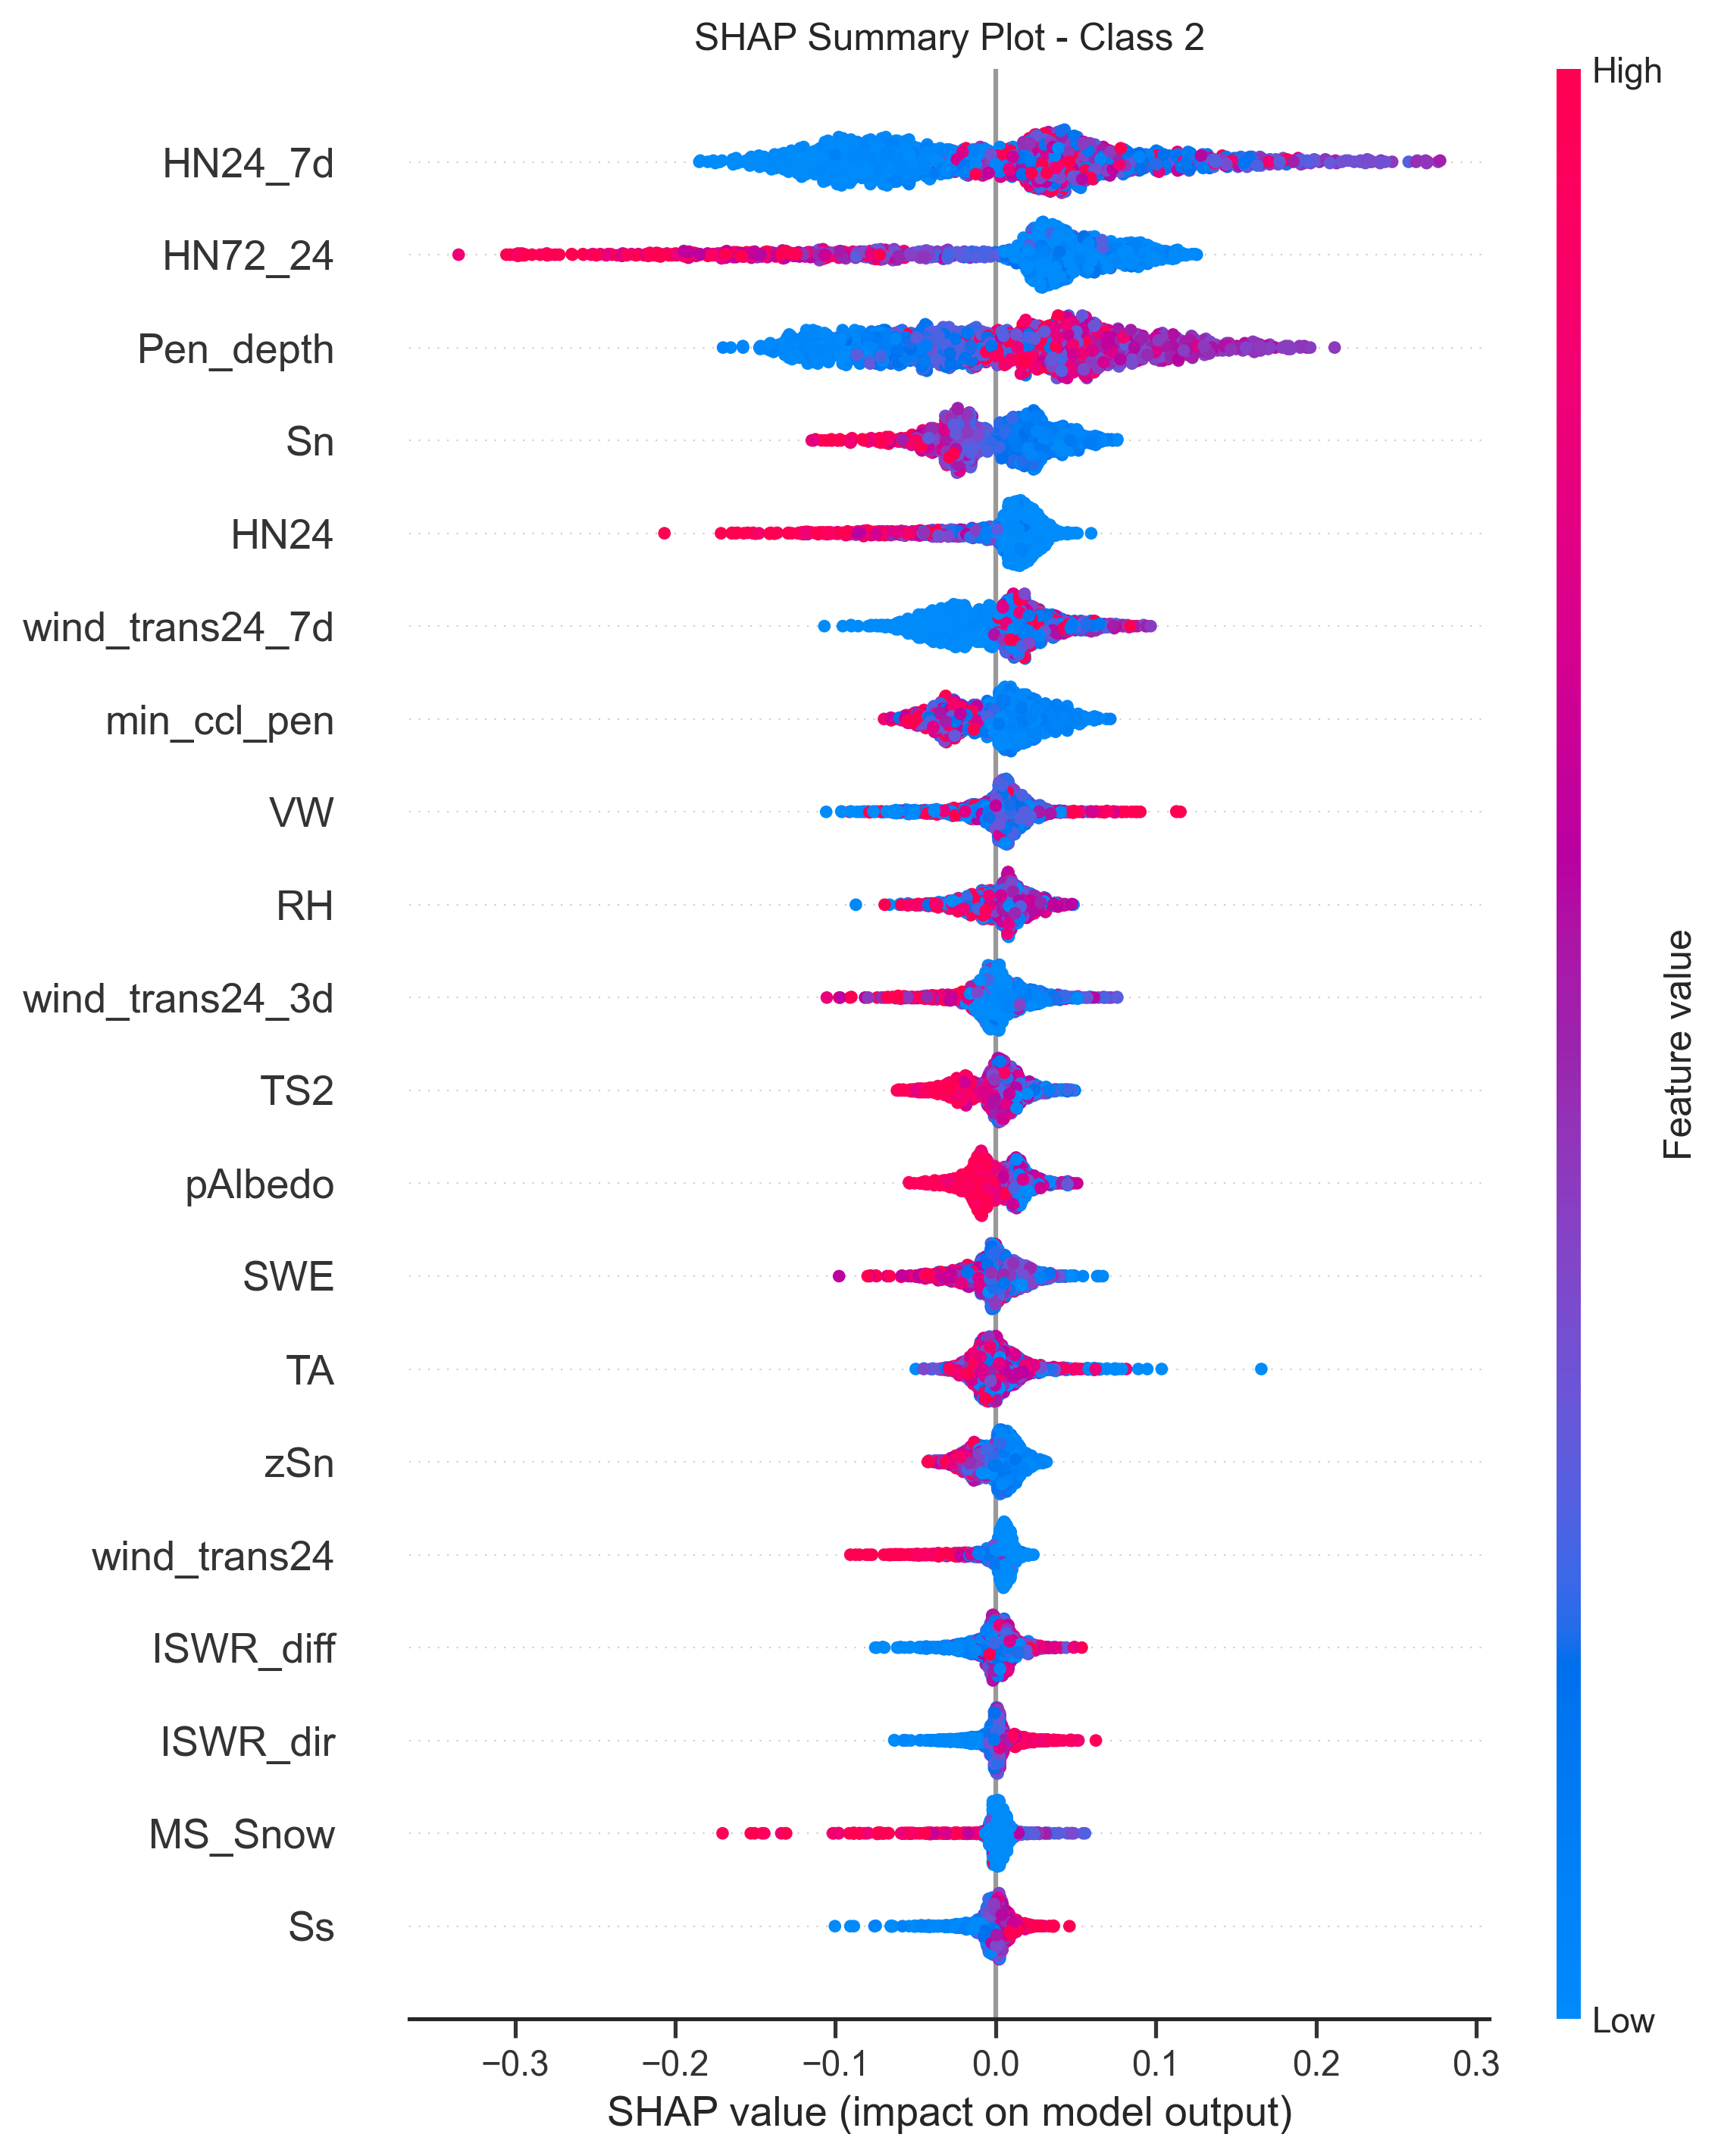 SHAP Summary Plot - Class 2
High
HN24_7d
HN72_24
Pen_depth
Sn
HN24
wind_trans24_7d
min_ccl_pen
VW
RH
wind_trans24_3d
TS2
pAlbedo
SWE
TA
zSn
wind_trans24
ISWR_diff
ISWR_dir
MS_Snow
Ss
Feature value
Low
−0.3 −0.2 −0.1 0.0 0.1 0.2 0.3
SHAP value (impact on model output)